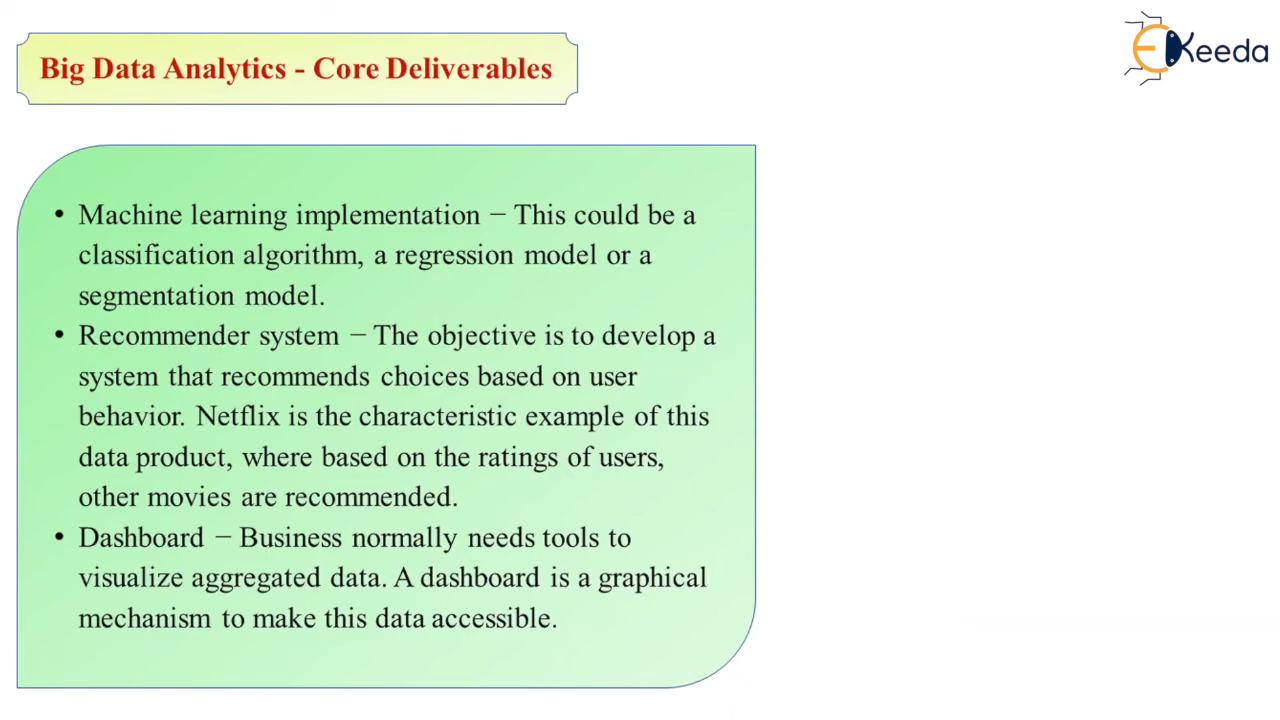 Big Data Analytics - Core Deliverables
EKeeda
• Machine learning implementation − This could be a
classification algorithm, a regression model or a
segmentation model.
• Recommender system − The objective is to develop a
system that recommends choices based on user
behavior. Netflix is the characteristic example of this
data product, where based on the ratings of users,
other movies are recommended.
• Dashboard − Business normally needs tools to
visualize aggregated data. A dashboard is a graphical
mechanism to make this data accessible.